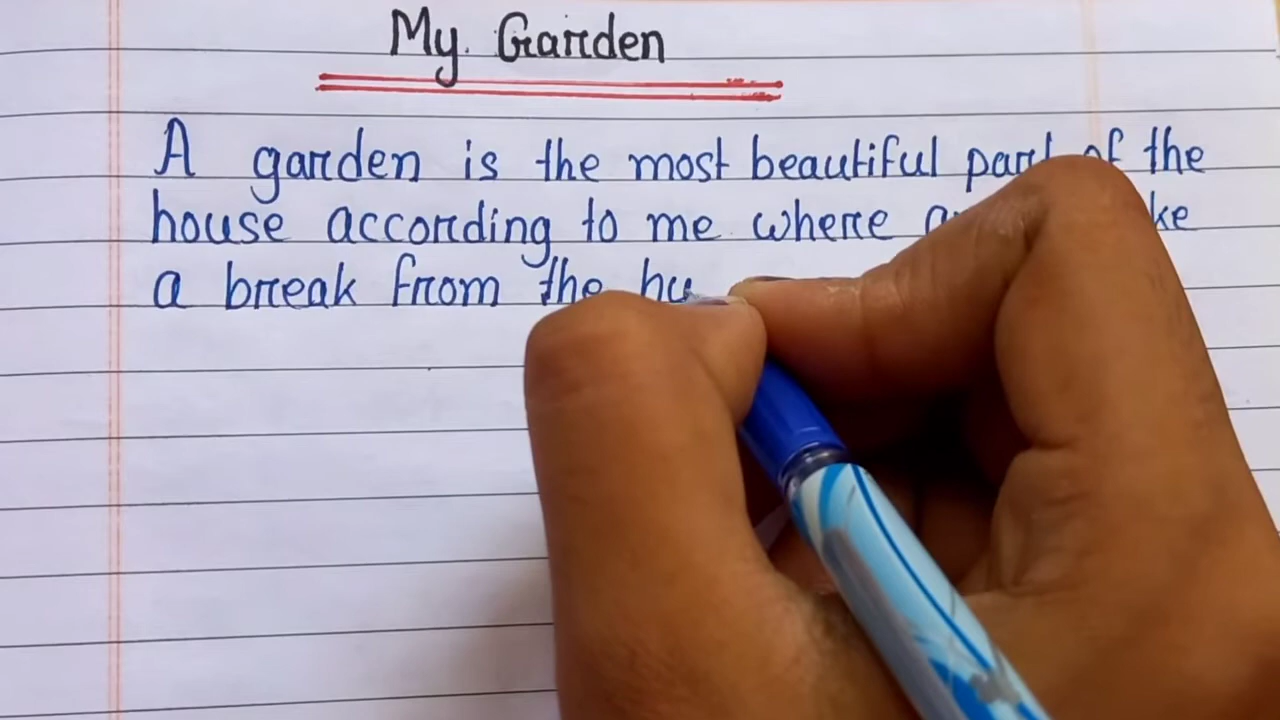 My Garden
A garden is the most beautiful part of the
house according to me where
a break from the